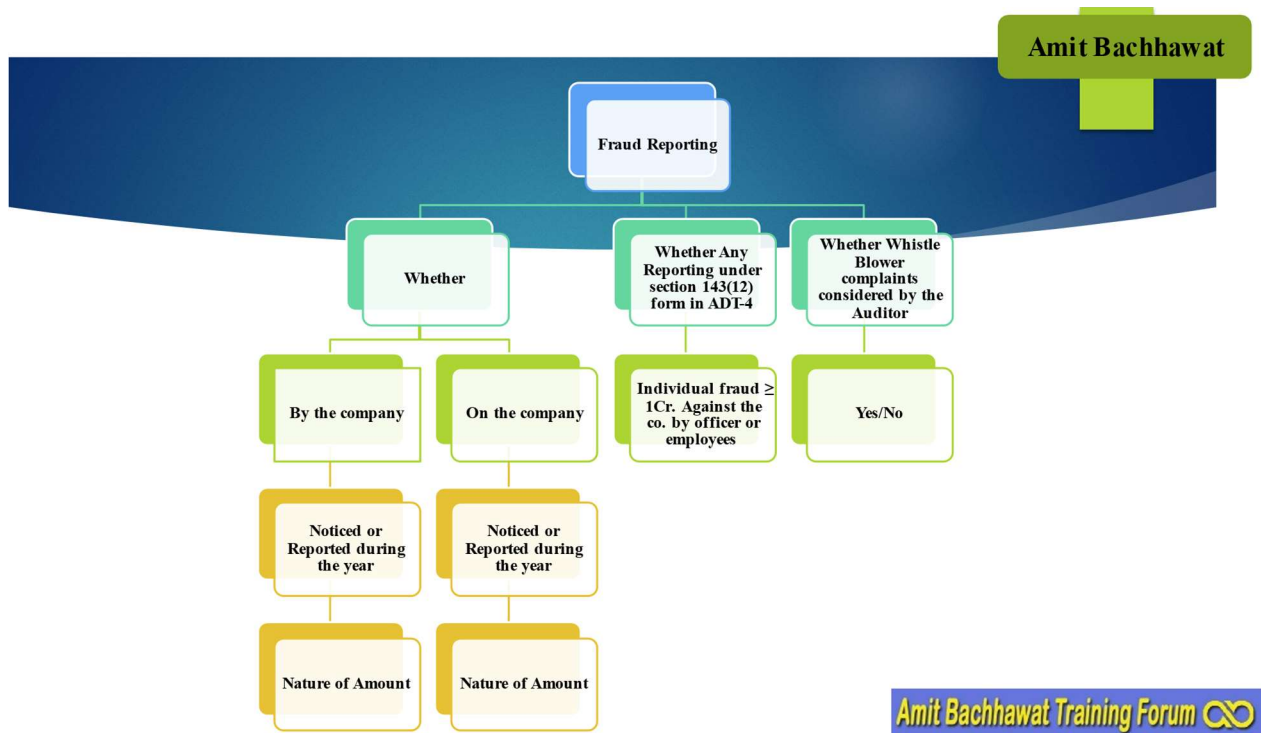 Amit Bachhawat
Fraud Reporting
Whether
Whether Any
Reporting under
section 143(12)
form in ADT-4
Whether Whistle
Blower
complaints
considered by the
Auditor
By the company
On the company
Individual fraud ≥
1Cr. Against the
co. by officer or
employees
Yes/No
Noticed or
Reported during
the year
Noticed or
Reported during
the year
Nature of Amount
Nature of Amount
Amit Bachhawat Training Forum